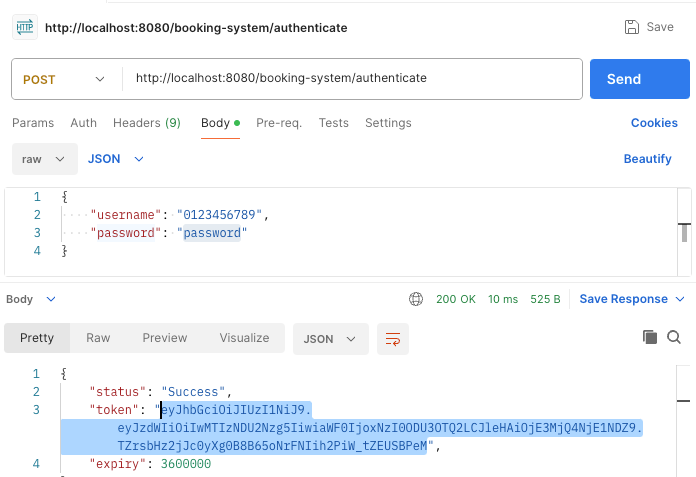 HTTP http://localhost:8080/booking-system/authenticate Save
POST http://localhost:8080/booking-system/authenticate Send
Params Auth Headers (9) Body Pre-req. Tests Settings Cookies
raw JSON Beautify
1 {
2 "username": "0123456789",
3 "password": "password"
4 }
Body 200 OK 10 ms 525 B Save Response
Pretty Raw Preview Visualize JSON
1 {
2 "status": "Success",
3 "token": "eyJhbGciOiJIUzI1NiJ9.
eyJzdWIiOiIwMTIzNDU2Nzg5IiwiaWF0IjoxNzI0ODU3OTQ2LCJleHAiOjE3MjQ4NjE1NDZ9.
TZrsbHz2jJc0yXg0B8B65oNrFNIih2PiW_tZEUSBPeM",
4 "expiry": 3600000